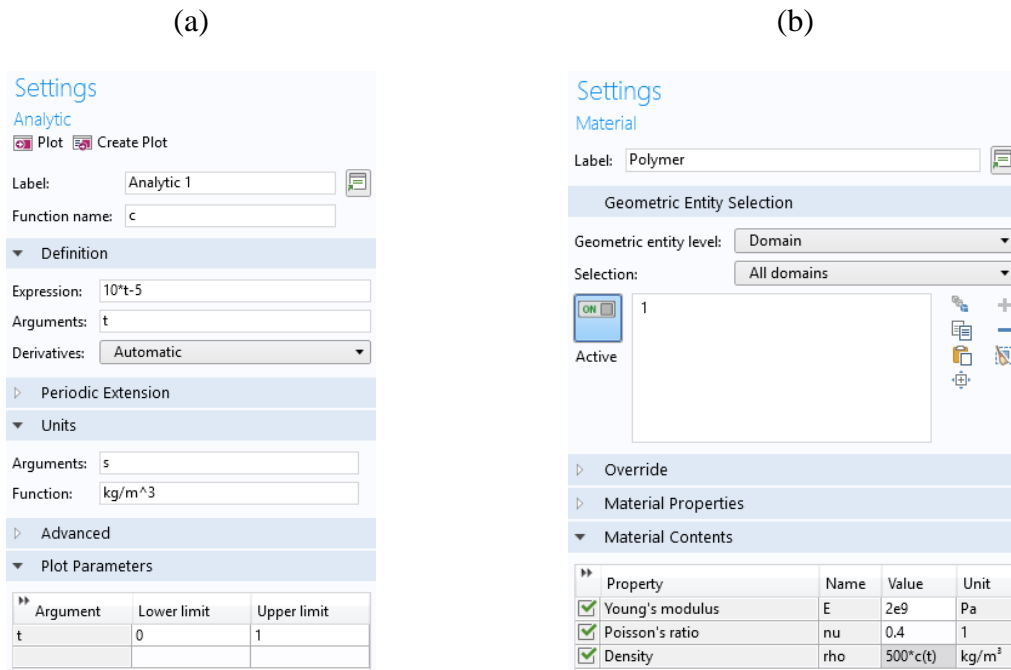 (a)
Settings
Analytic
Plot Create Plot
Label: Analytic 1
Function name: c
Definition
Expression: 10*t-5
Arguments: t
Derivatives: Automatic
Periodic Extension
Units
Arguments: s
Function: kg/m^3
Advanced
Plot Parameters
Argument Lower limit Upper limit
t 0 1
(b)
Settings
Material
Label: Polymer
Geometric Entity Selection
Geometric entity level: Domain
Selection: All domains
ON
1
Active
Override
Material Properties
Material Contents
Property Name Value Unit
Young's modulus E 2e9 Pa
Poisson's ratio nu 0.4 1
Density rho 500*c(t) kg/m³